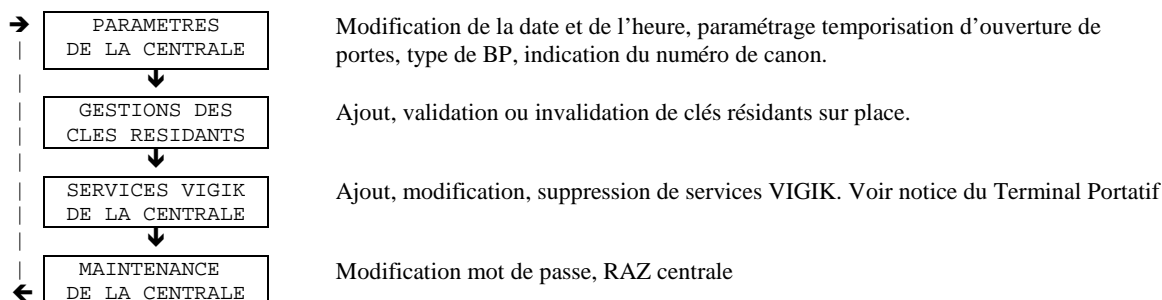 PARAMETRES
DE LA CENTRALE
Modification de la date et de l’heure, paramétrage temporisation d’ouverture de
portes, type de BP, indication du numéro de canon.
GESTIONS DES
CLES RESIDANTS
Ajout, validation ou invalidation de clés résidants sur place.
SERVICES VIGIK
DE LA CENTRALE
Ajout, modification, suppression de services VIGIK. Voir notice du Terminal Portatif
MAINTENANCE
DE LA CENTRALE
Modification mot de passe, RAZ centrale